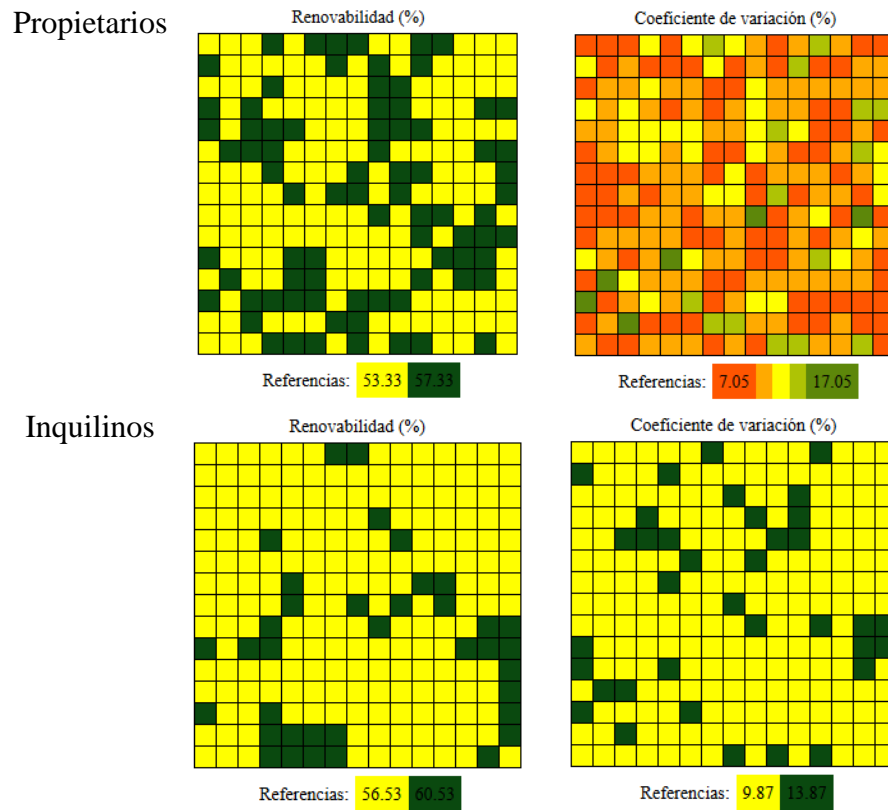 Propietarios
Renovabilidad (%)
Coeficiente de variación (%)
Referencias: 53.33 57.33
Referencias: 7.05 17.05
Inquilinos
Renovabilidad (%)
Coeficiente de variación (%)
Referencias: 56.53 60.53
Referencias: 9.87 13.87